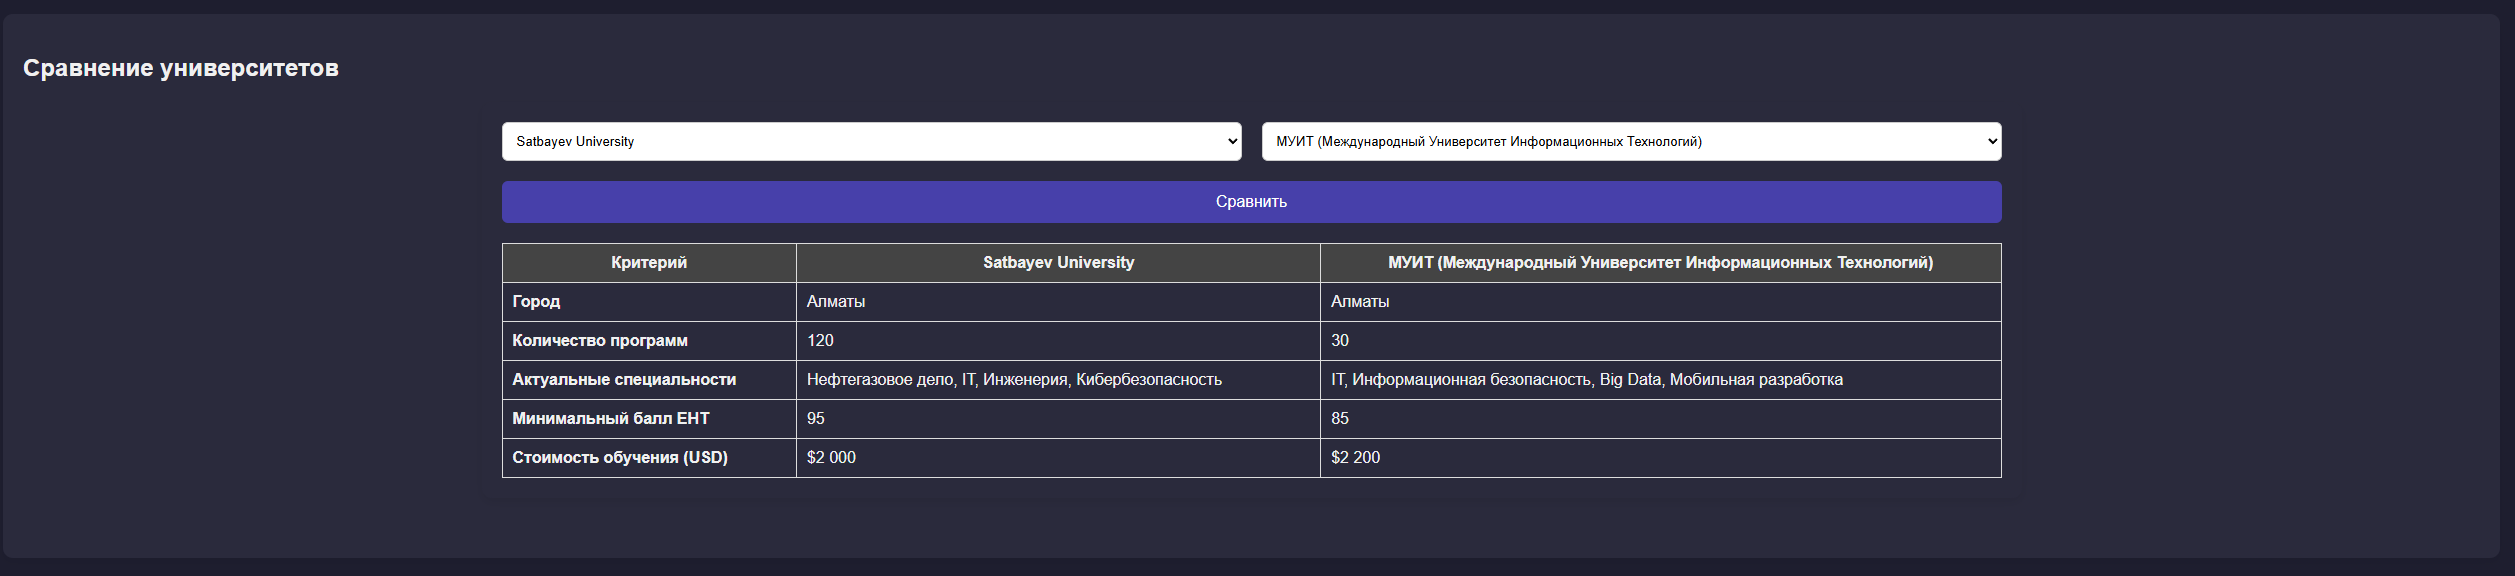 Сравнение университетов
Satbayev University
МУИТ (Международный Университет Информационных Технологий)
Сравнить
Критерий Satbayev University МУИТ (Международный Университет Информационных Технологий)
Город Алматы Алматы
Количество программ 120 30
Актуальные специальности Нефтегазовое дело, IT, Инженерия, Кибербезопасность IT, Информационная безопасность, Big Data, Мобильная разработка
Минимальный балл ЕНТ 95 85
Стоимость обучения (USD) $2 000 $2 200